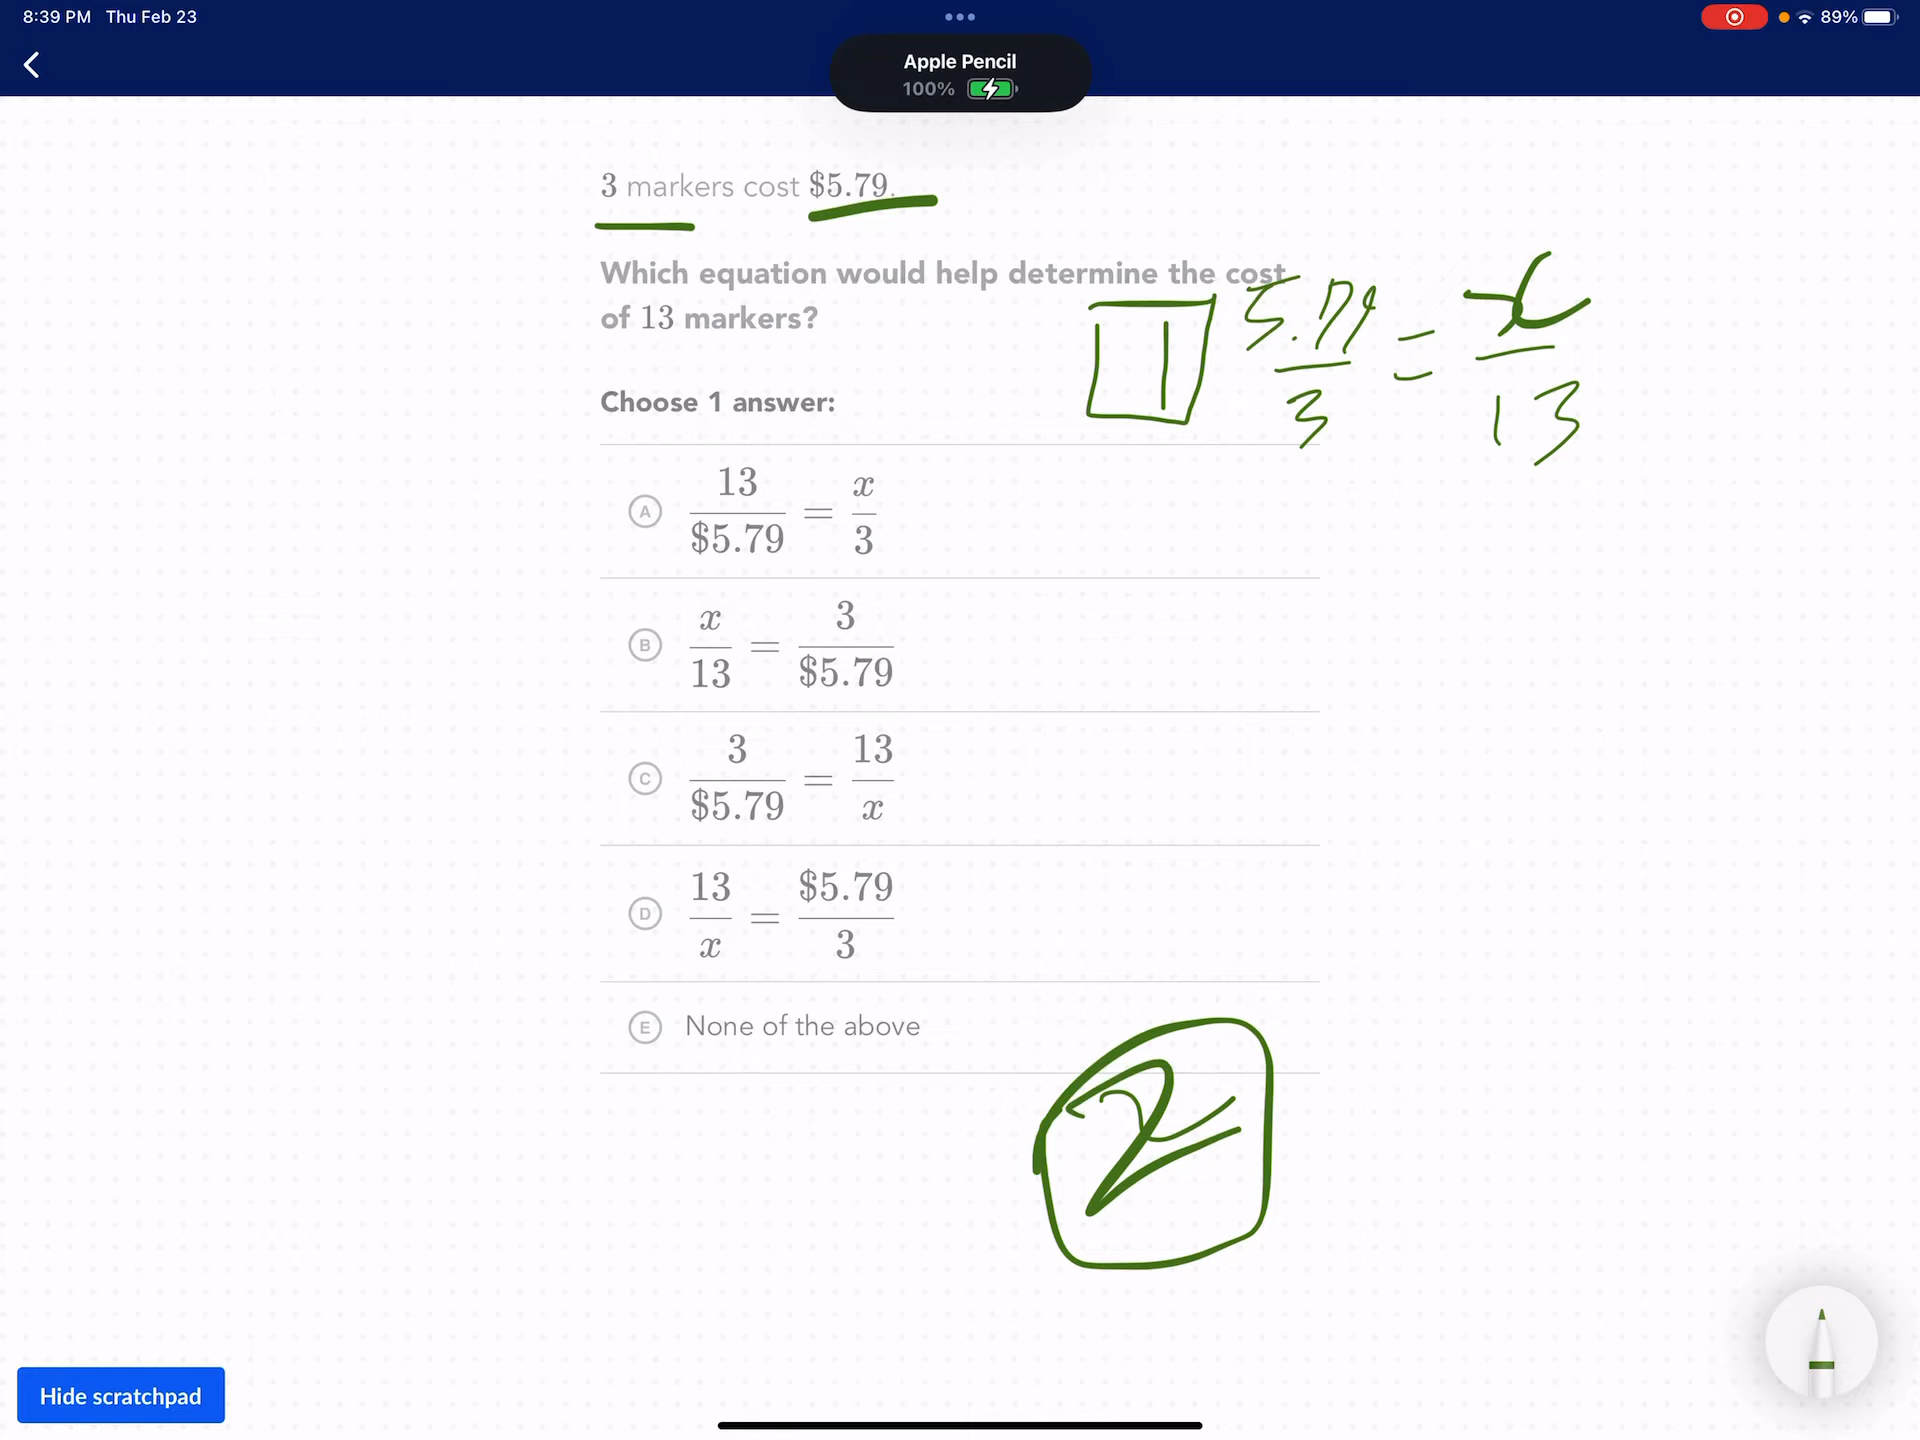 8:39 PM Thu Feb 23
89%
Apple Pencil
100%
3 markers cost $5.79.
Which equation would help determine the cost
of 13 markers?
1 5.79/3 = x/13
Choose 1 answer:
A 13/$5.79 = x/3
B x/13 = 3/$5.79
C 3/$5.79 = 13/x
D 13/x = $5.79/3
E None of the above
2
Hide scratchpad